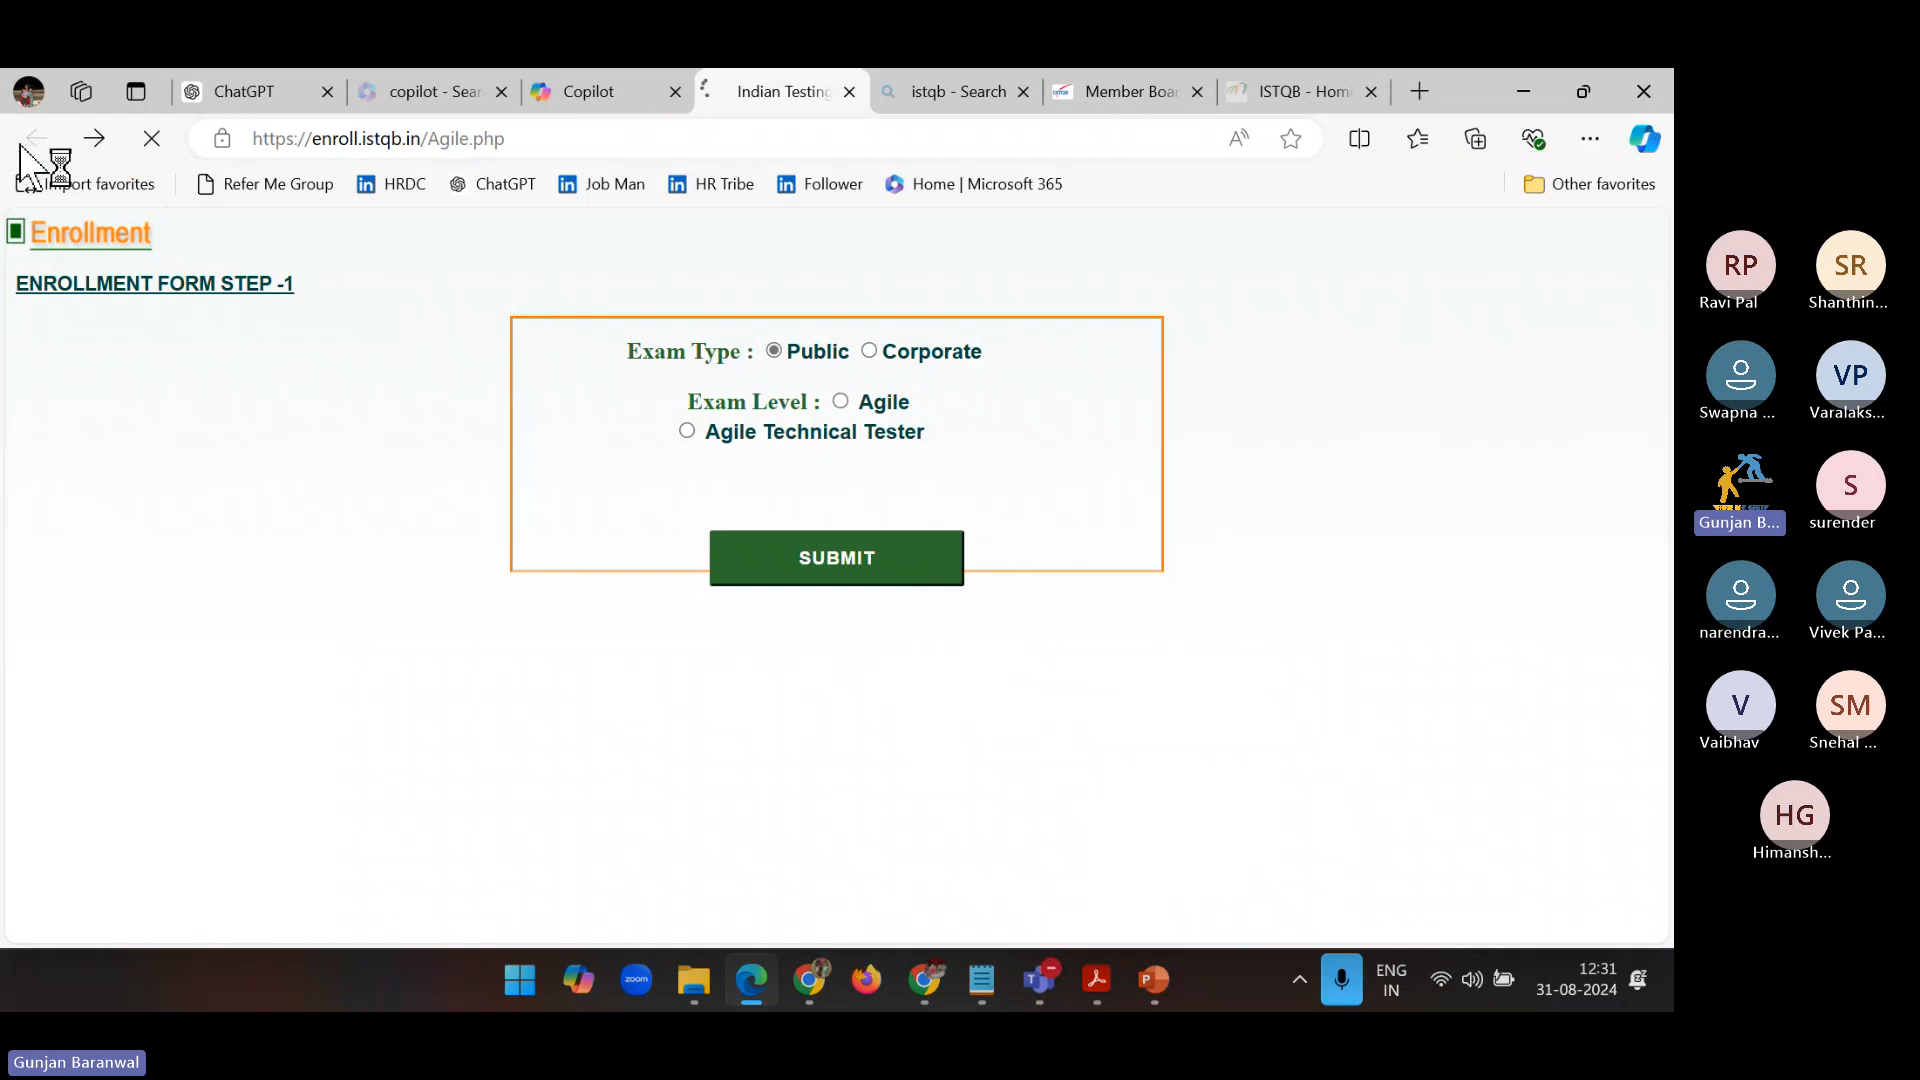 ChatGPT
copilot - Sear
Copilot
Indian Testing
istqb - Search
Member Boar
ISTQB - Home
https://enroll.istqb.in/Agile.php
Import favorites
Refer Me Group
HRDC
ChatGPT
Job Man
HR Tribe
Follower
Home | Microsoft 365
Other favorites
Enrollment
ENROLLMENT FORM STEP -1
Exam Type : Public Corporate
Exam Level : Agile
Agile Technical Tester
SUBMIT
RP
Ravi Pal
SR
Shanthin...
Swapna ...
VP
Varalaks...
Gunjan B...
S
surender
narendra...
Vivek Pa...
V
Vaibhav
SM
Snehal ...
HG
Himansh...
zoom
ENG
IN
12:31
31-08-2024
Gunjan Baranwal